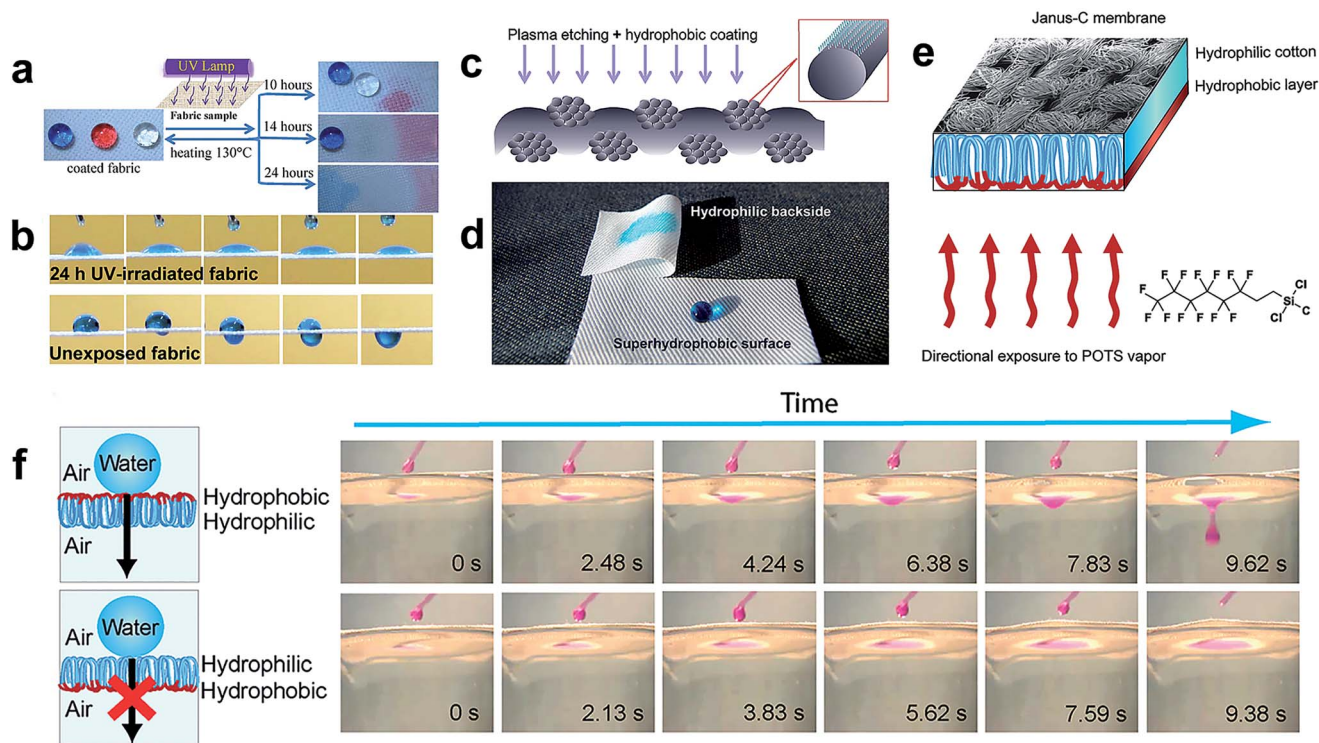 a
UV Lamp
Fabric sample
coated fabric
heating 130°C
10 hours
14 hours
24 hours
b
24 h UV-irradiated fabric
Unexposed fabric
c
Plasma etching + hydrophobic coating
d
Hydrophilic backside
Superhydrophobic surface
e
Janus-C membrane
Hydrophilic cotton
Hydrophobic layer
F F F F F F
F
F F F F F F
Cl
Si
C
Cl
Directional exposure to POTS vapor
Time
f
Air
Water
Hydrophobic
Hydrophilic
Air
0 s
2.48 s
4.24 s
6.38 s
7.83 s
9.62 s
Air
Water
Hydrophilic
Hydrophobic
Air
0 s
2.13 s
3.83 s
5.62 s
7.59 s
9.38 s